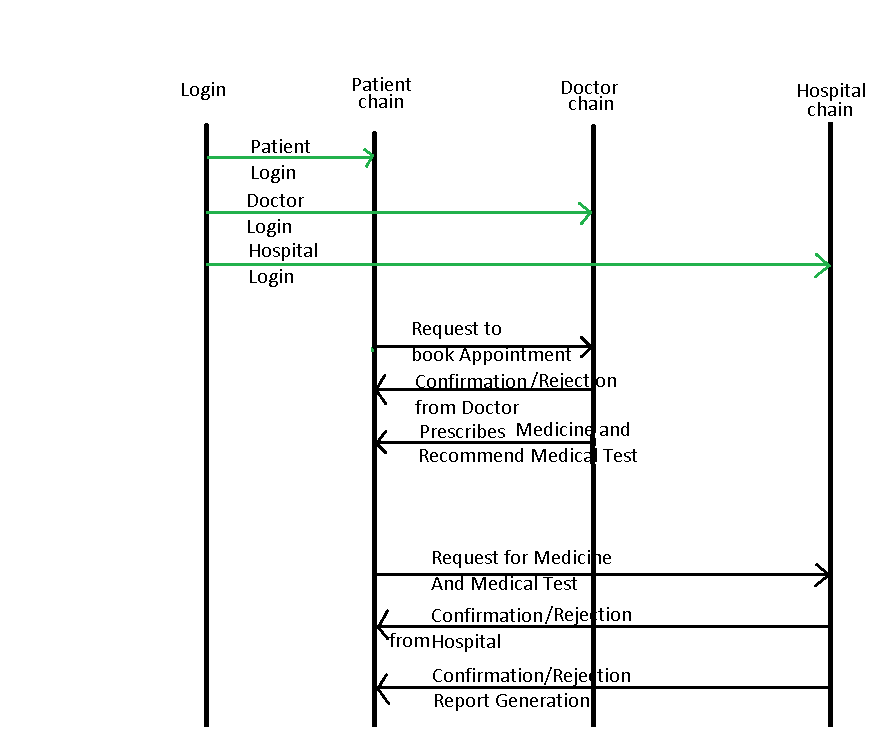 Login
Patient
chain
Doctor
chain
Hospital
chain
Patient
Login
Doctor
Login
Hospital
Login
Request to
book Appointment
Confirmation/Rejection
from Doctor
Prescribes Medicine and
Recommend Medical Test
Request for Medicine
And Medical Test
Confirmation/Rejection
fromHospital
Confirmation/Rejection
Report Generation